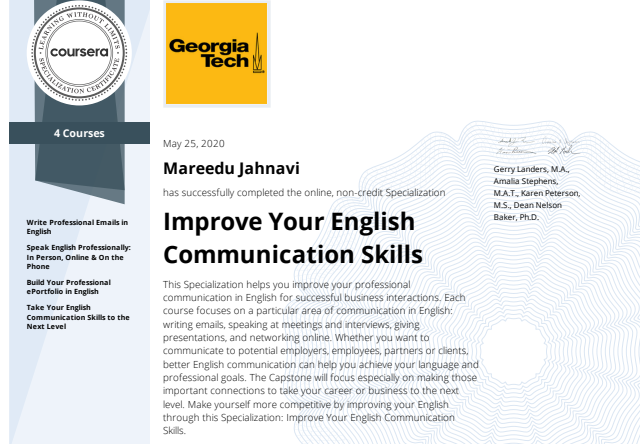 LEARNING WITHOUT LIMITS
coursera
SPECIALIZATION CERTIFICATE
4 Courses
Write Professional Emails in
English
Speak English Professionally:
In Person, Online & On the
Phone
Build Your Professional
ePortfolio in English
Take Your English
Communication Skills to the
Next Level
Georgia
Tech
May 25, 2020
Mareedu Jahnavi
has successfully completed the online, non-credit Specialization
Improve Your English
Communication Skills
This Specialization helps you improve your professional
communication in English for successful business interactions. Each
course focuses on a particular area of communication in English:
writing emails, speaking at meetings and interviews, giving
presentations, and networking online. Whether you want to
communicate to potential employers, employees, partners or clients,
better English communication can help you achieve your language and
professional goals. The Capstone will focus especially on making those
important connections to take your career or business to the next
level. Make yourself more competitive by improving your English
through this Specialization: Improve Your English Communication
Skills.
Gerry Landers, M.A.,
Amalia Stephens,
M.A.T., Karen Peterson,
M.S., Dean Nelson
Baker, Ph.D.